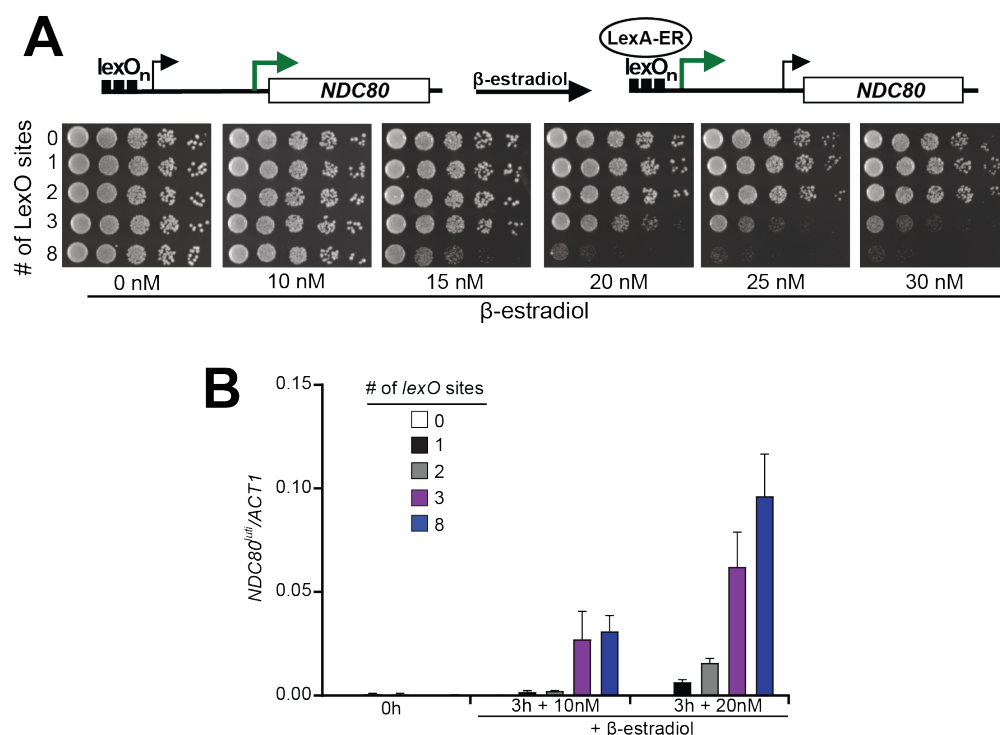 A
LexA-ER
lexOn
NDC80
β-estradiol
lexOn
NDC80
# of LexO sites
0
1
2
3
8
0 nM
10 nM
15 nM
20 nM
25 nM
30 nM
β-estradiol
B
# of lexO sites
0
1
2
3
8
NDC80luti/ACT1
0.15
0.10
0.05
0.00
0h
3h + 10nM
3h + 20nM
+ β-estradiol